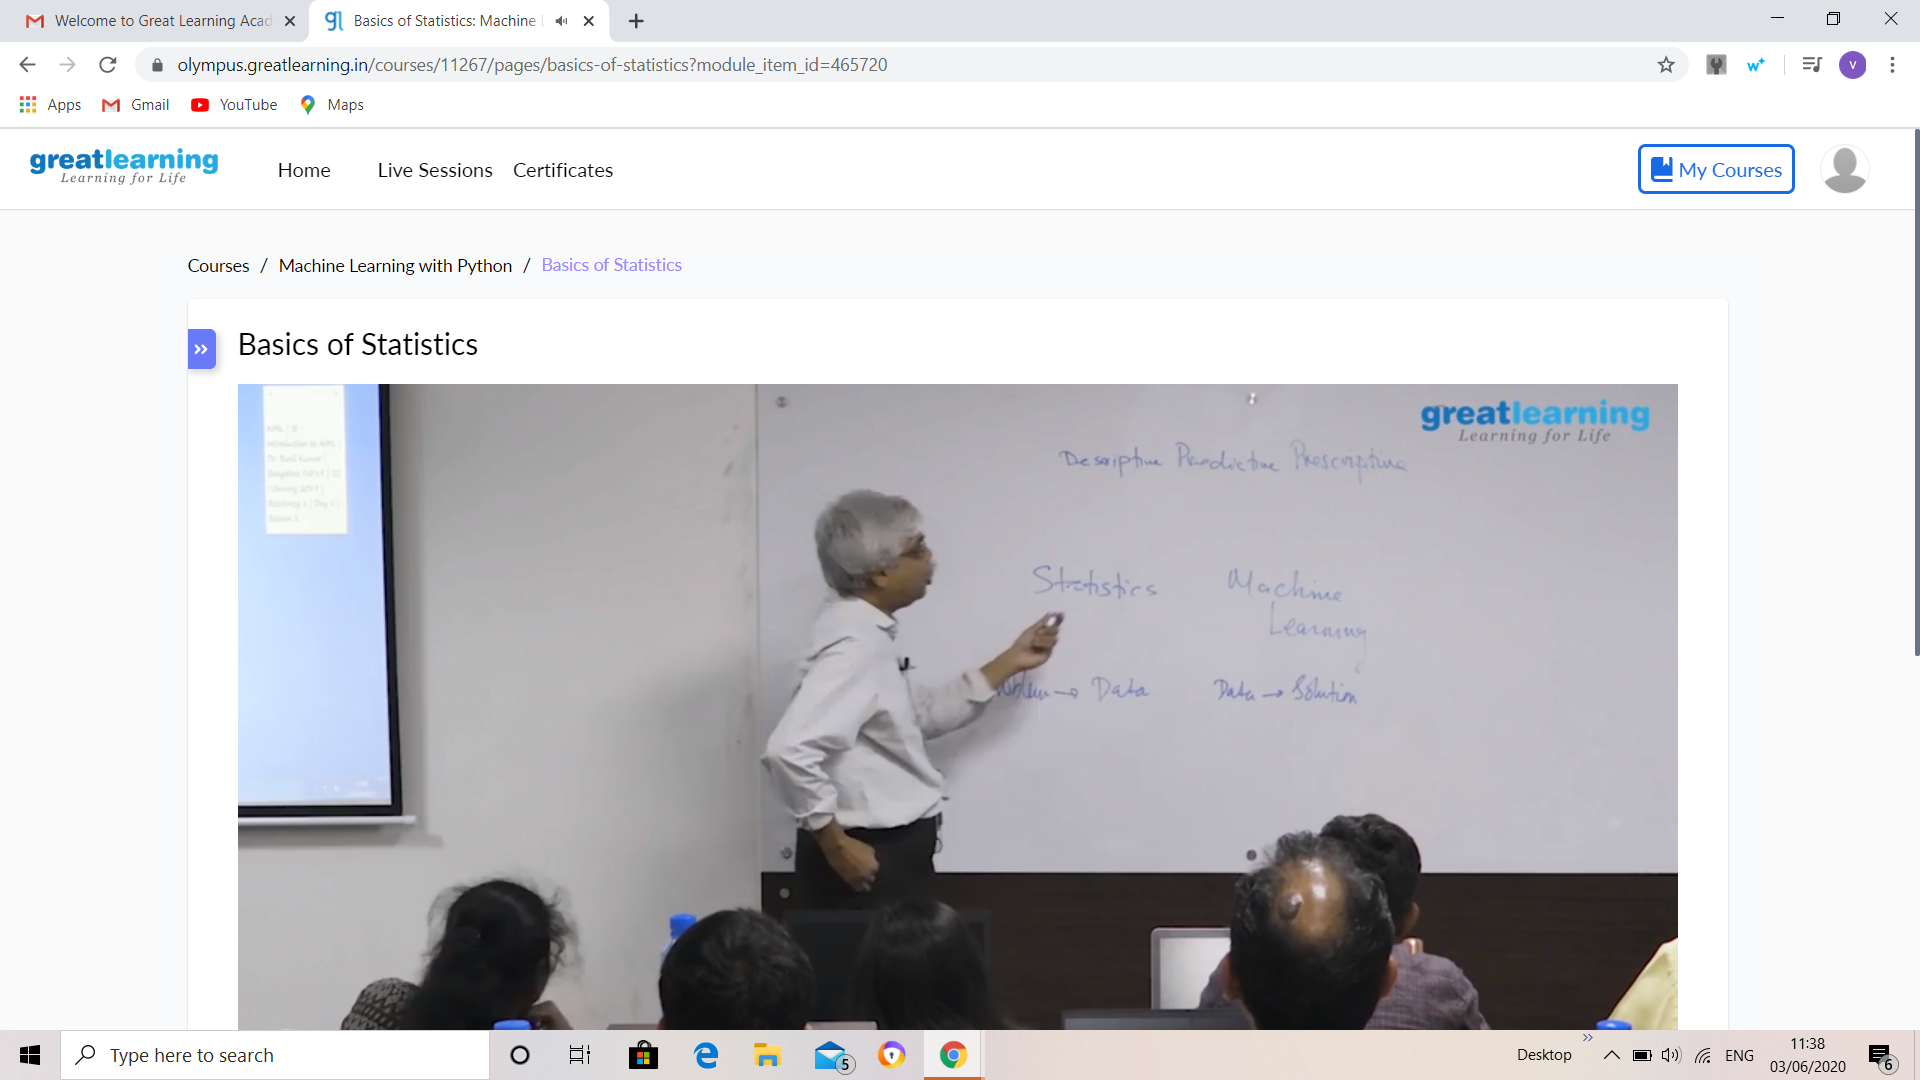 Welcome to Great Learning Acad
Basics of Statistics: Machine
olympus.greatlearning.in/courses/11267/pages/basics-of-statistics?module_item_id=465720
V
Apps Gmail YouTube Maps
greatlearning
Learning for Life
Home Live Sessions Certificates
My Courses
Courses / Machine Learning with Python / Basics of Statistics
Basics of Statistics
greatlearning
Learning for Life
Descriptive Predictive Prescriptive
Statistics Machine
Learning
→ Data Data → Solution
Type here to search
5
Desktop
ENG
11:38
03/06/2020
6